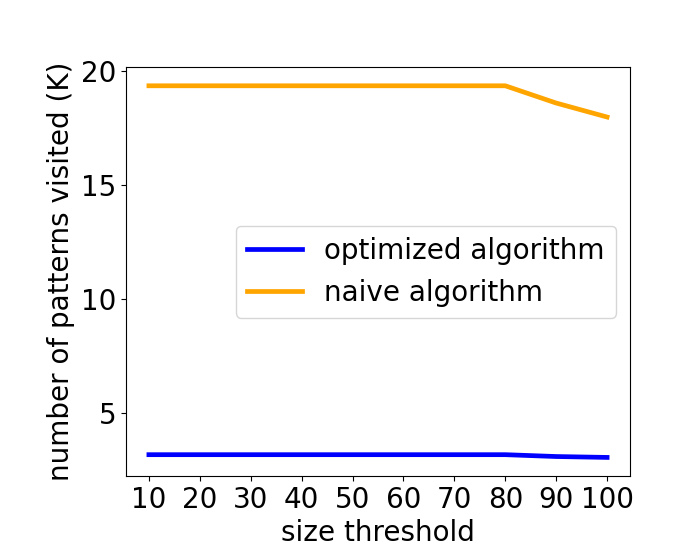 number of patterns visited (K)
20
15
10
5
optimized algorithm
naive algorithm
10 20 30 40 50 60 70 80 90 100
size threshold